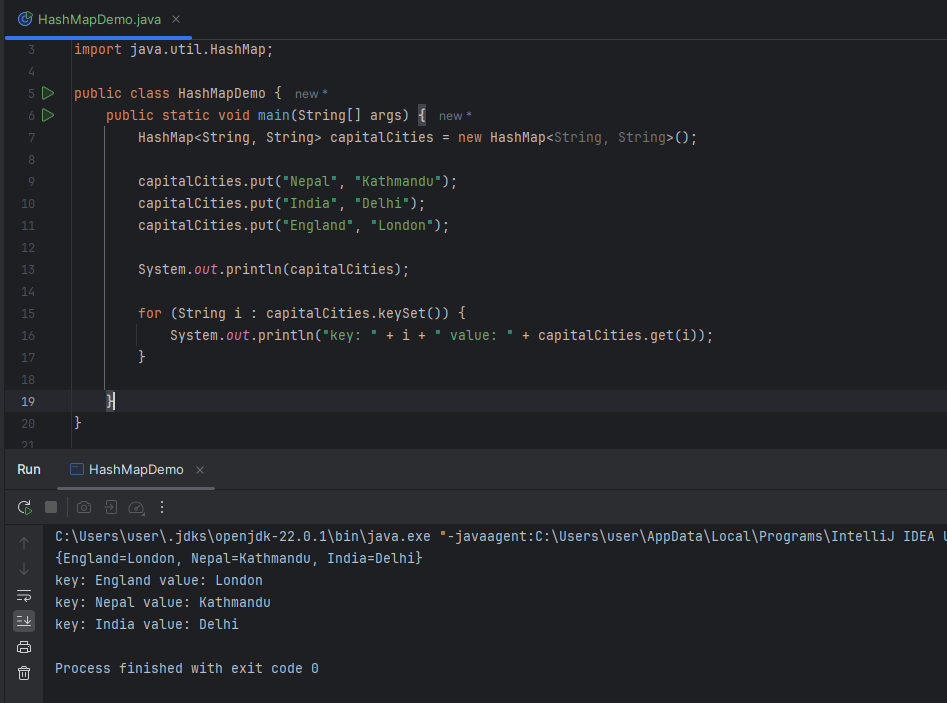 HashMapDemo.java
3 import java.util.HashMap;
4
5 public class HashMapDemo { new *
6 public static void main(String[] args) { new *
7 HashMap<String, String> capitalCities = new HashMap<String, String>();
8
9 capitalCities.put("Nepal", "Kathmandu");
10 capitalCities.put("India", "Delhi");
11 capitalCities.put("England", "London");
12
13 System.out.println(capitalCities);
14
15 for (String i : capitalCities.keySet()) {
16 System.out.println("key: " + i + " value: " + capitalCities.get(i));
17 }
18
19 }
20 }
21
Run HashMapDemo
C:\Users\user\.jdks\openjdk-22.0.1\bin\java.exe "-javaagent:C:\Users\user\AppData\Local\Programs\IntelliJ IDEA U
{England=London, Nepal=Kathmandu, India=Delhi}
key: England value: London
key: Nepal value: Kathmandu
key: India value: Delhi
Process finished with exit code 0